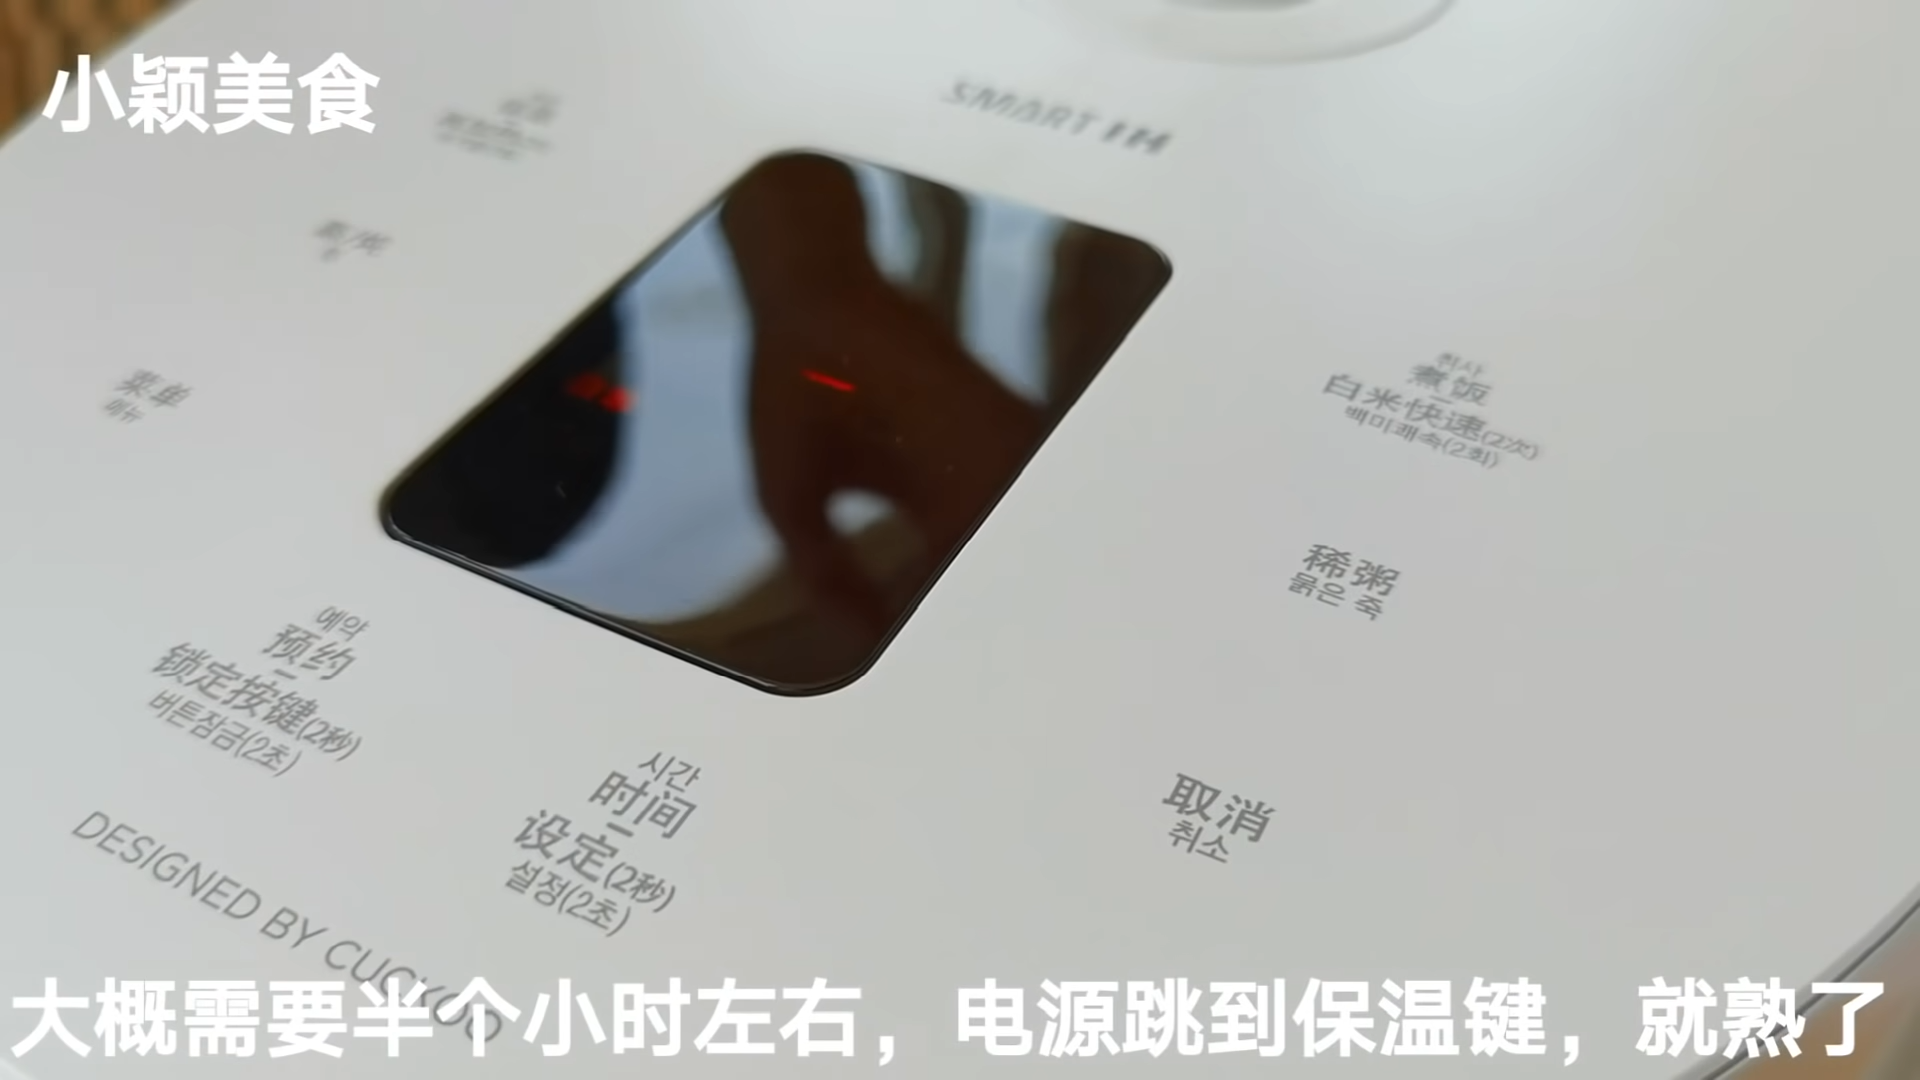 小颖美食
SMART IH
菜单
메뉴
취사
煮饭
白米快速(2次)
백미쾌속(2회)
稀粥
묽은 죽
예약
预约
锁定按键(2秒)
버튼잠금(2초)
시간
时间
设定(2秒)
설정(2초)
取消
취소
DESIGNED BY CUCKOO
大概需要半个小时左右，电源跳到保温键，就熟了